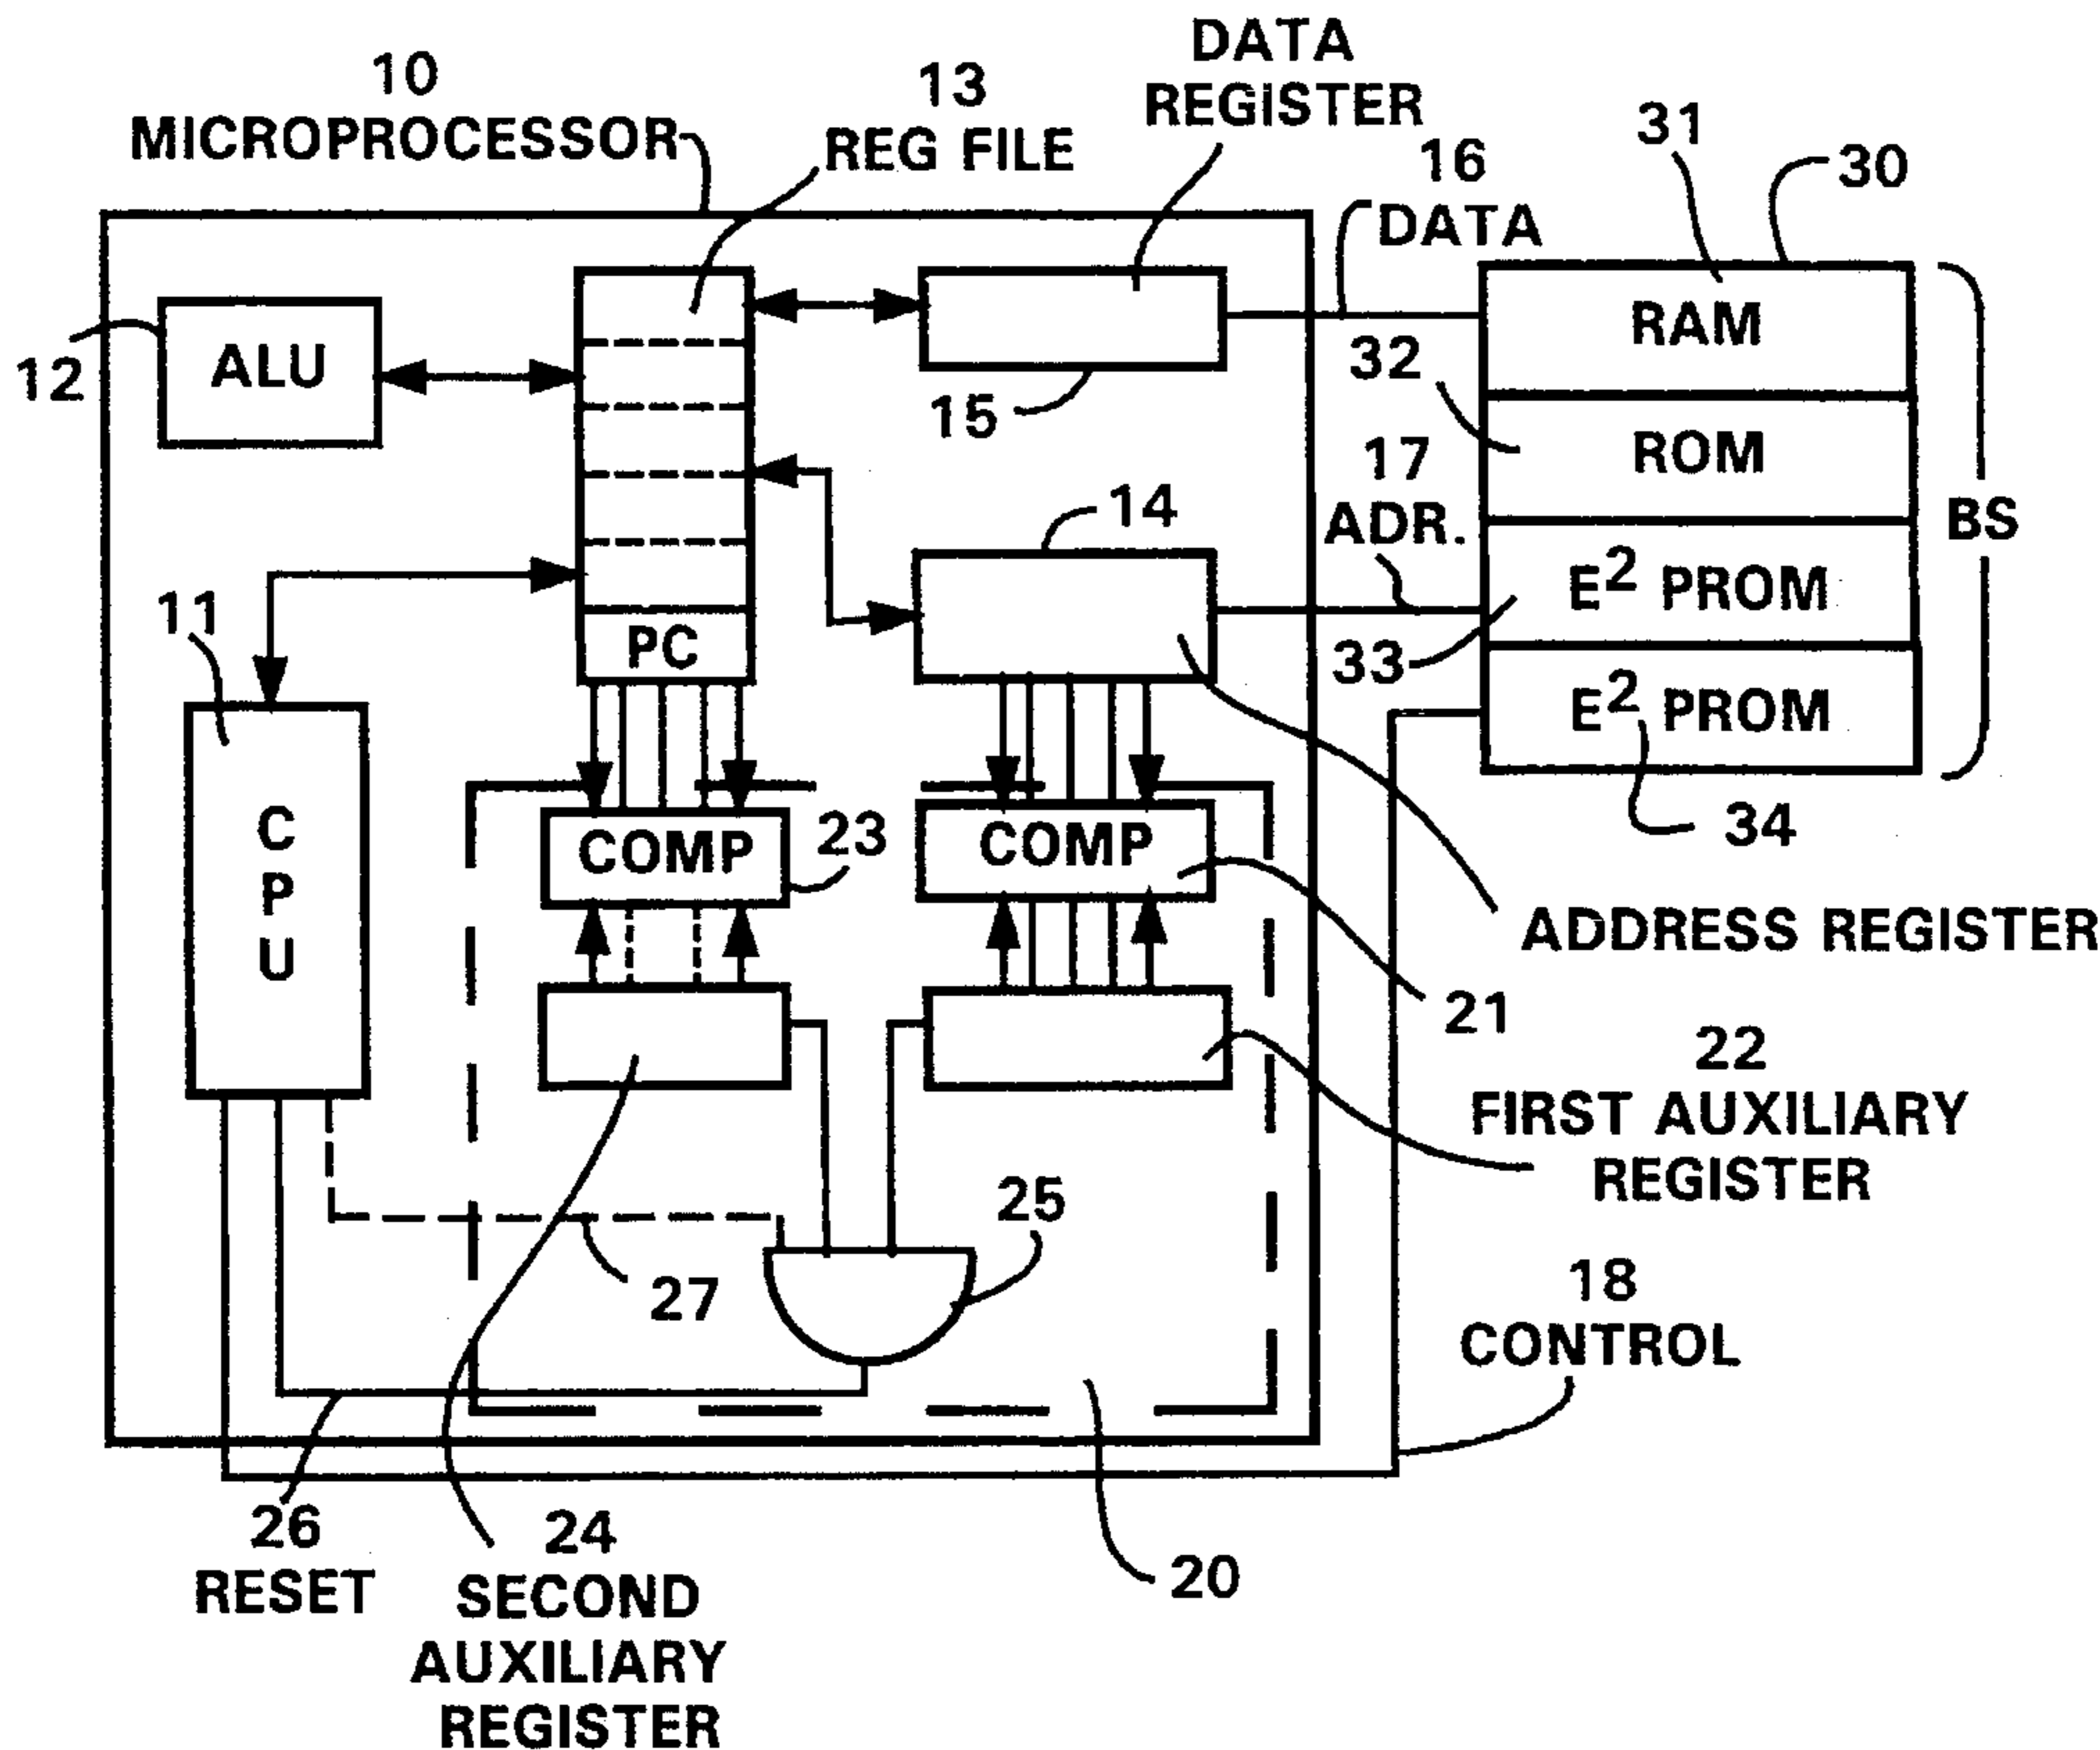 10
MICROPROCESSOR
13
REG FILE
DATA
REGISTER
16
DATA
31
30
12
ALU
15
RAM
32
ROM
17
ADR.
14
BS
E² PROM
33
E² PROM
34
11
PC
C
P
U
COMP
23
COMP
ADDRESS REGISTER
21
22
FIRST AUXILIARY
REGISTER
25
27
18
CONTROL
26
RESET
24
SECOND
AUXILIARY
REGISTER
20